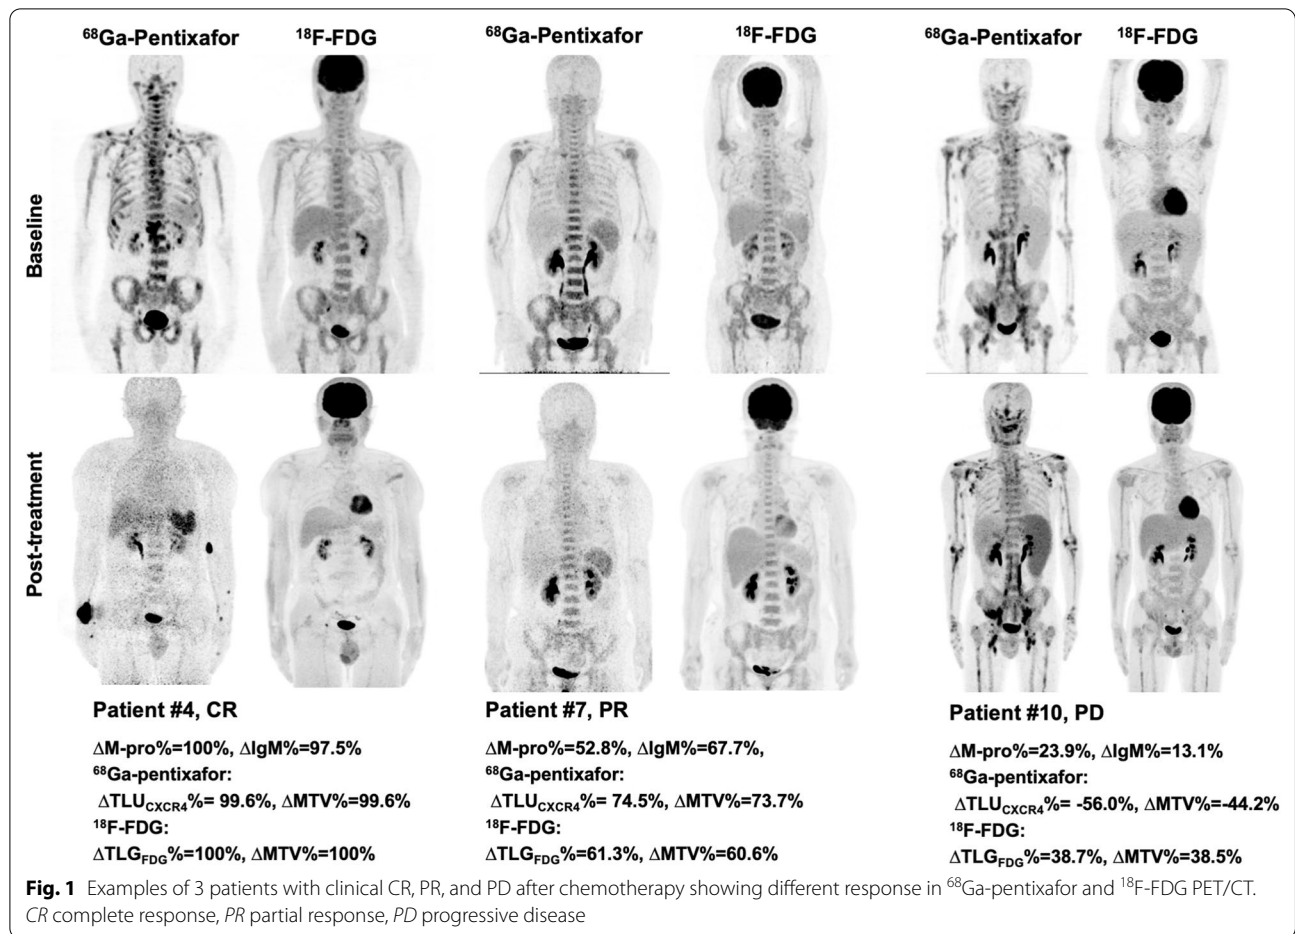 ⁶⁸Ga-Pentixafor ¹⁸F-FDG ⁶⁸Ga-Pentixafor ¹⁸F-FDG ⁶⁸Ga-Pentixafor ¹⁸F-FDG
Baseline
Post-treatment
Patient #4, CR
ΔM-pro%=100%, ΔIgM%=97.5%
⁶⁸Ga-pentixafor:
ΔTLU_CXCR4%= 99.6%, ΔMTV%=99.6%
¹⁸F-FDG:
ΔTLG_FDG%=100%, ΔMTV%=100%
Patient #7, PR
ΔM-pro%=52.8%, ΔIgM%=67.7%,
⁶⁸Ga-pentixafor:
ΔTLU_CXCR4%= 74.5%, ΔMTV%=73.7%
¹⁸F-FDG:
ΔTLG_FDG%=61.3%, ΔMTV%=60.6%
Patient #10, PD
ΔM-pro%=23.9%, ΔIgM%=13.1%
⁶⁸Ga-pentixafor:
ΔTLU_CXCR4%= -56.0%, ΔMTV%=-44.2%
¹⁸F-FDG:
ΔTLG_FDG%=38.7%, ΔMTV%=38.5%
Fig. 1 Examples of 3 patients with clinical CR, PR, and PD after chemotherapy showing different response in ⁶⁸Ga-pentixafor and ¹⁸F-FDG PET/CT.
CR complete response, PR partial response, PD progressive disease